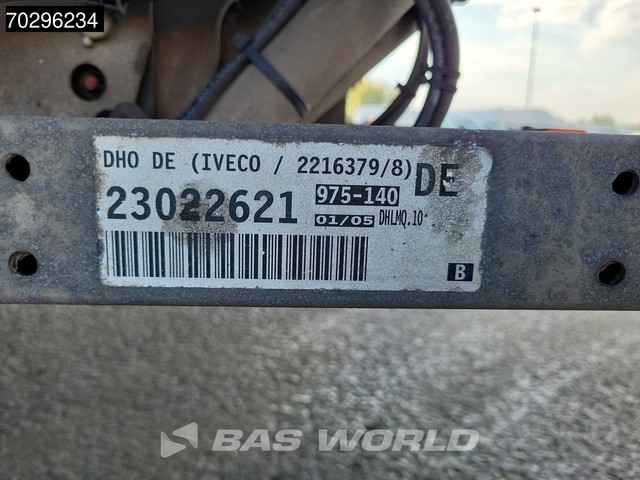 70296234
DHO DE (IVECO / 2216379/8) DE
23022621 975-140
01/05 DHLMQ.10*
B
BAS WORLD